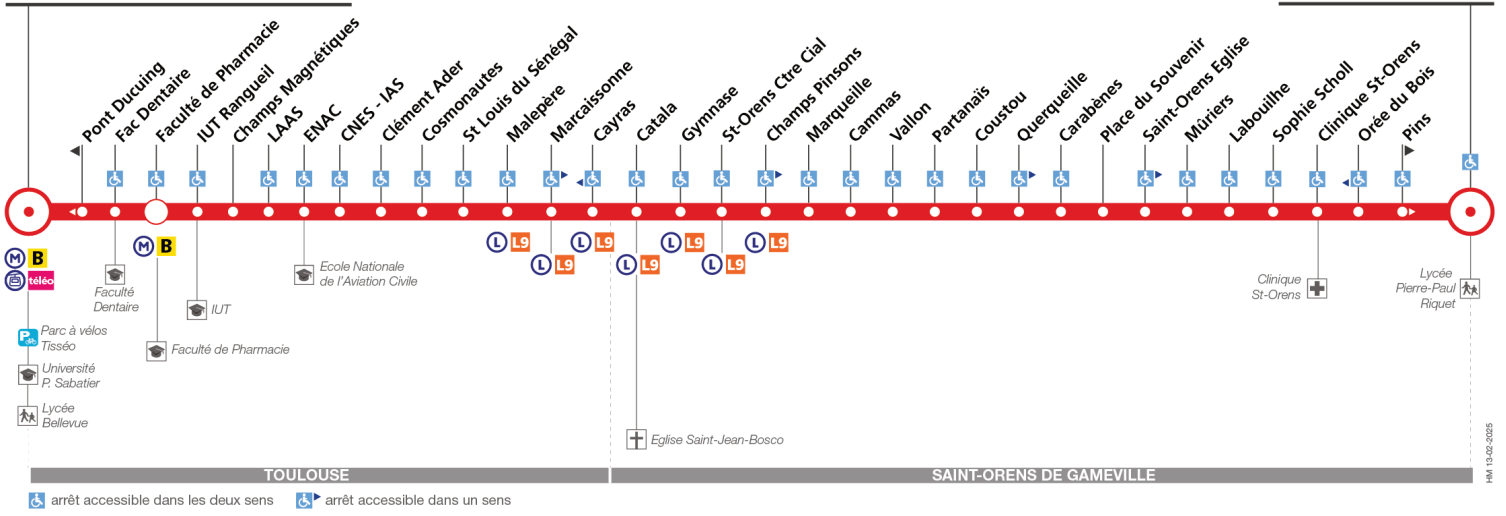 Pont Ducuing
Fac Dentaire
Faculté de Pharmacie
IUT Rangueil
Champs Magnétiques
LAAS
ENAC
CNES - IAS
Clément Ader
Cosmonautes
St Louis du Sénégal
Malepère
Marcaissonne
Cayras
Catala
Gymnase
St-Orens Ctre Cial
Champs Pinsons
Marqueille
Cammas
Vallon
Partanaïs
Coustou
Querqueille
Carabènes
Place du Souvenir
Saint-Orens Eglise
Mûriers
Labouilhe
Sophie Scholl
Clinique St-Orens
Orée du Bois
Pins
M B
téléo
M B
L L9
L L9
L L9
L L9
L L9
L L9
L L9
Parc à vélos
Tisséo
Université
P. Sabatier
Lycée
Bellevue
Faculté
Dentaire
Faculté de Pharmacie
IUT
Ecole Nationale
de l'Aviation Civile
Eglise Saint-Jean-Bosco
Clinique
St-Orens
Lycée
Pierre-Paul
Riquet
P
TOULOUSE
SAINT-ORENS DE GAMEVILLE
arrêt accessible dans les deux sens
arrêt accessible dans un sens
HM 13-02-2025